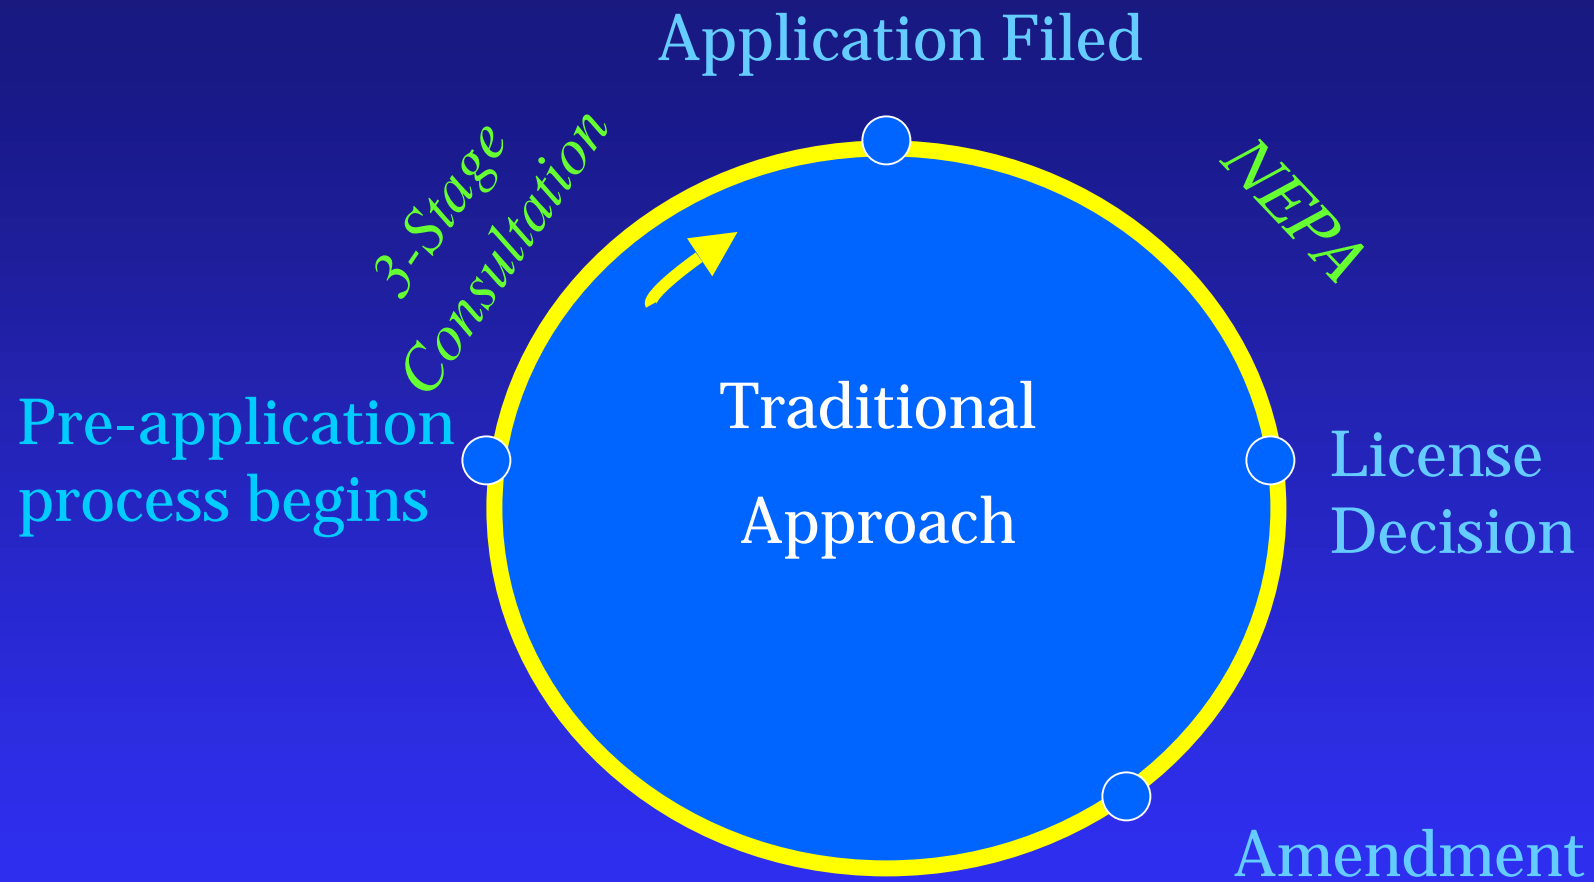 Application Filed
3-Stage
Consultation
NEPA
Pre-application
process begins
Traditional
Approach
License
Decision
Amendment